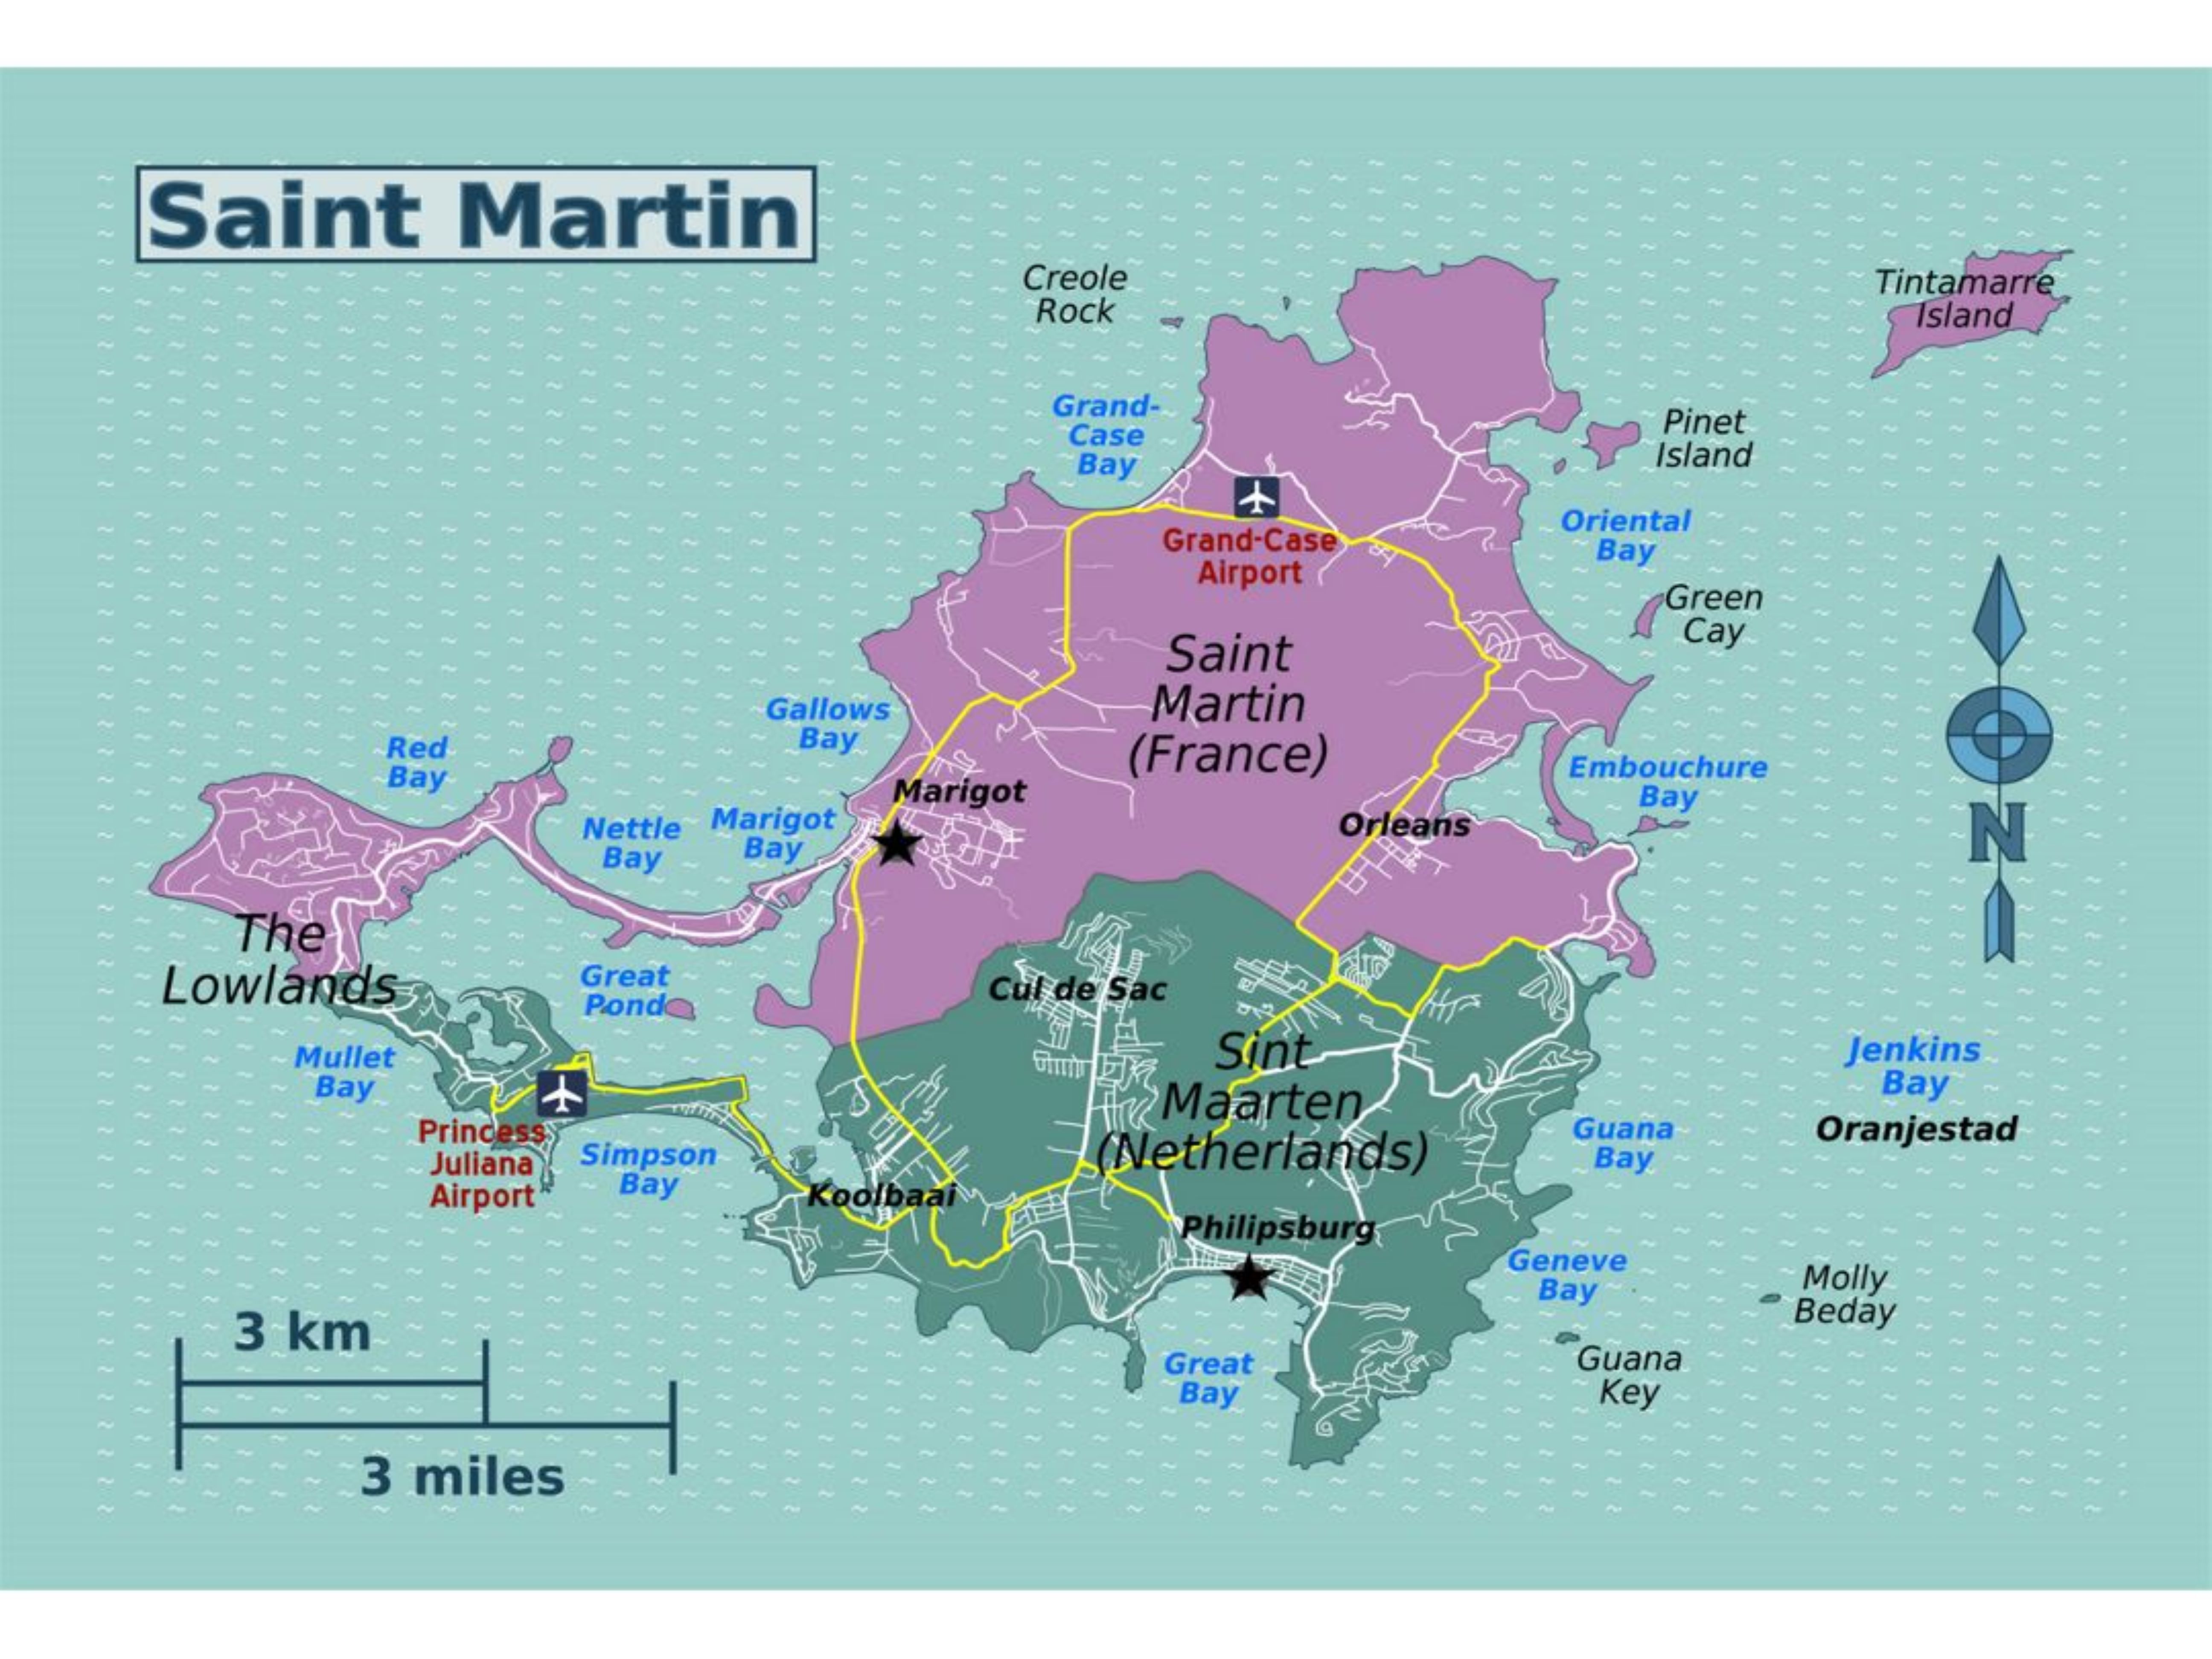 Saint Martin
Creole
Rock
Tintamarre
Island
Grand-
Case
Bay
Pinet
Island
Grand-Case
Airport
Oriental
Bay
Green
Cay
Saint
Martin
(France)
Gallows
Bay
Red
Bay
Marigot
Nettle
Bay
Marigot
Bay
Embouchure
Bay
Orleans
N
The
Lowlands
Great
Pond
Cul de Sac
Mullet
Bay
Sint
Maarten
(Netherlands)
Jenkins
Bay
Oranjestad
Princess
Juliana
Airport
Simpson
Bay
Guana
Bay
Koolbaai
Philipsburg
Geneve
Bay
Molly
Beday
Guana
Key
Great
Bay
3 km
3 miles